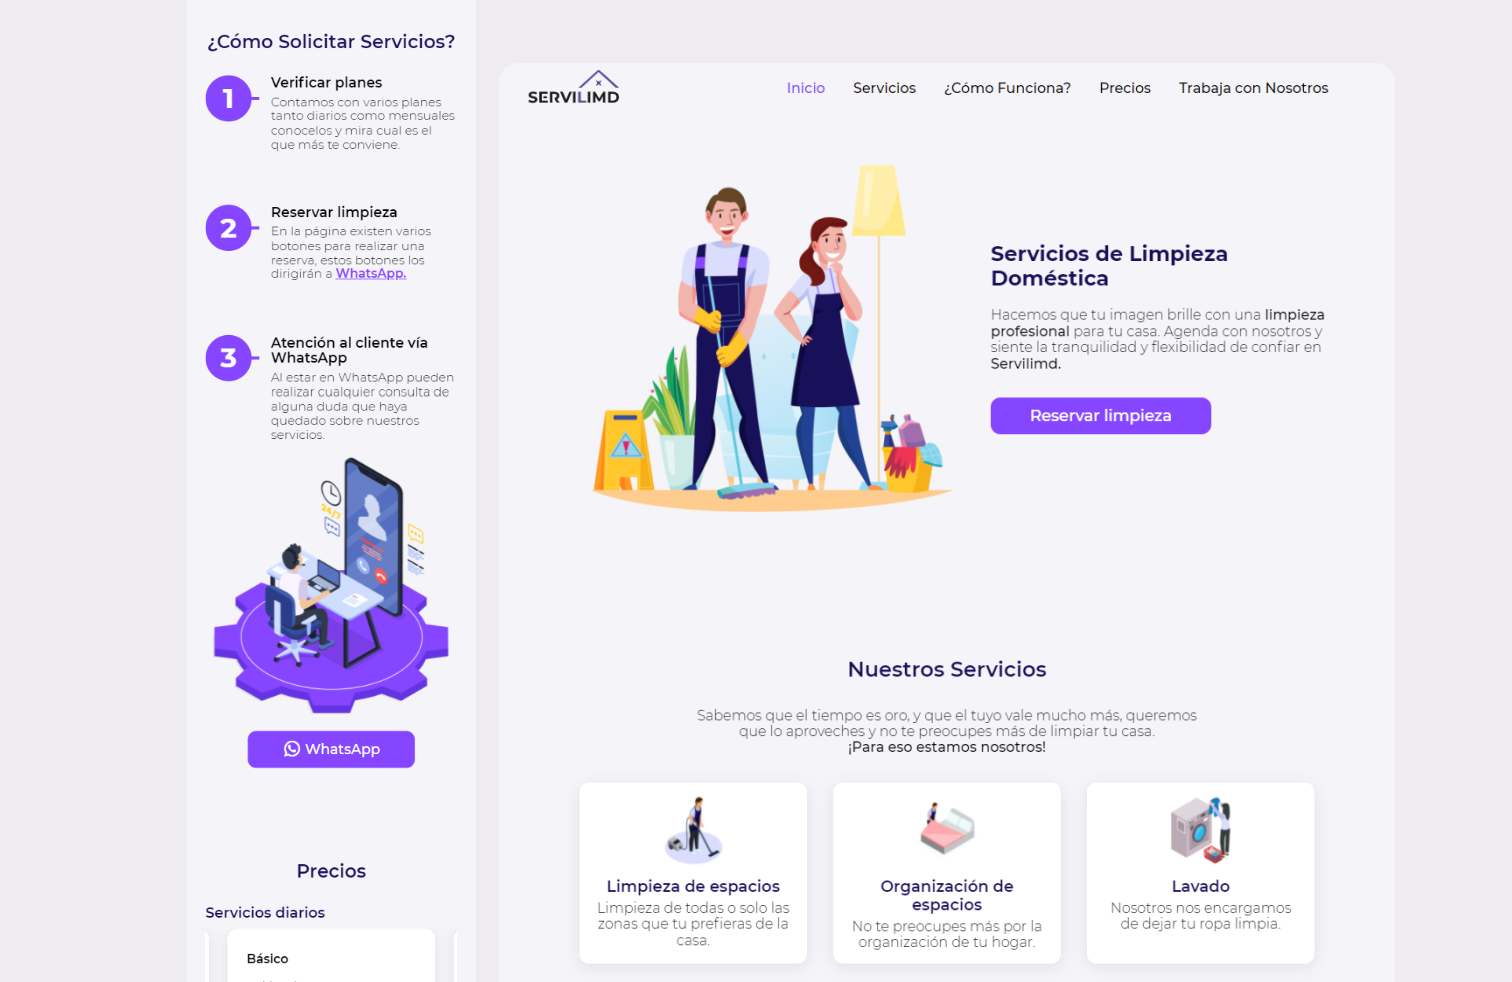 ¿Cómo Solicitar Servicios?
1
Verificar planes
Contamos con varios planes
tanto diarios como mensuales
conocelos y mira cual es el
que más te conviene.
2
Reservar limpieza
En la página existen varios
botones para realizar una
reserva, estos botones los
dirigirán a WhatsApp.
3
Atención al cliente vía
WhatsApp
Al estar en WhatsApp pueden
realizar cualquier consulta de
alguna duda que haya
quedado sobre nuestros
servicios.
24/7
WhatsApp
Precios
Servicios diarios
Básico
SERVILIMD
Inicio Servicios ¿Cómo Funciona? Precios Trabaja con Nosotros
Servicios de Limpieza
Doméstica
Hacemos que tu imagen brille con una limpieza
profesional para tu casa. Agenda con nosotros y
siente la tranquilidad y flexibilidad de confiar en
Servilimd.
Reservar limpieza
Nuestros Servicios
Sabemos que el tiempo es oro, y que el tuyo vale mucho más, queremos
que lo aproveches y no te preocupes más de limpiar tu casa.
¡Para eso estamos nosotros!
Limpieza de espacios
Limpieza de todas o solo las
zonas que tu prefieras de la
casa.
Organización de
espacios
No te preocupes más por la
organización de tu hogar.
Lavado
Nosotros nos encargamos
de dejar tu ropa limpia.